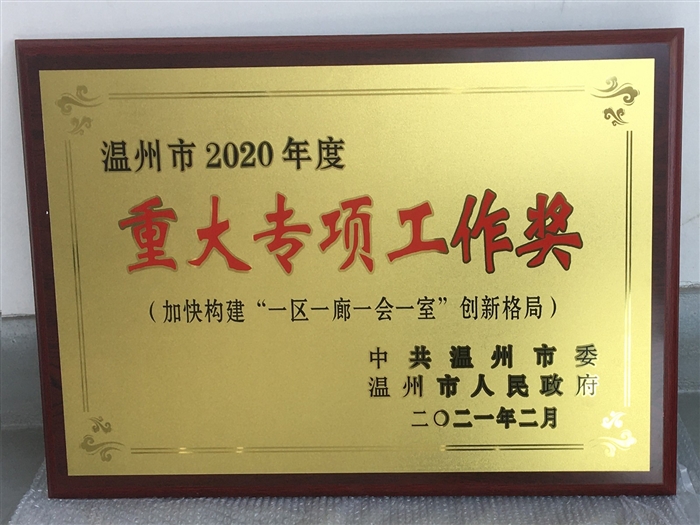 温州市2020年度
重大专项工作奖
（加快构建“一区一廊一会一室”创新格局）
中共温州市委
温州市人民政府
二〇二一年二月